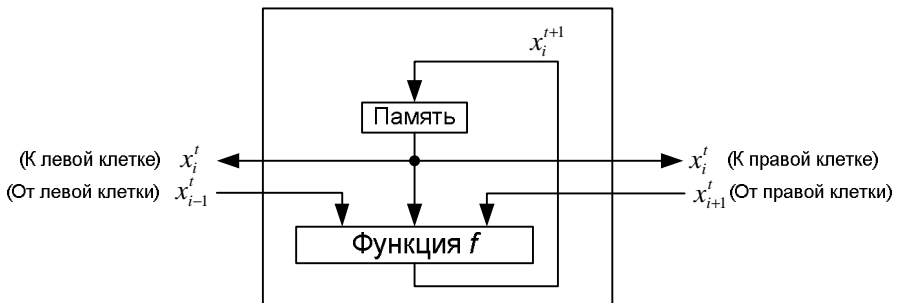 x_i^{t+1}
Память
(К левой клетке) x_i^t
x_i^t (К правой клетке)
(От левой клетки) x_{i-1}^t
x_{i+1}^t (От правой клетки)
Функция f